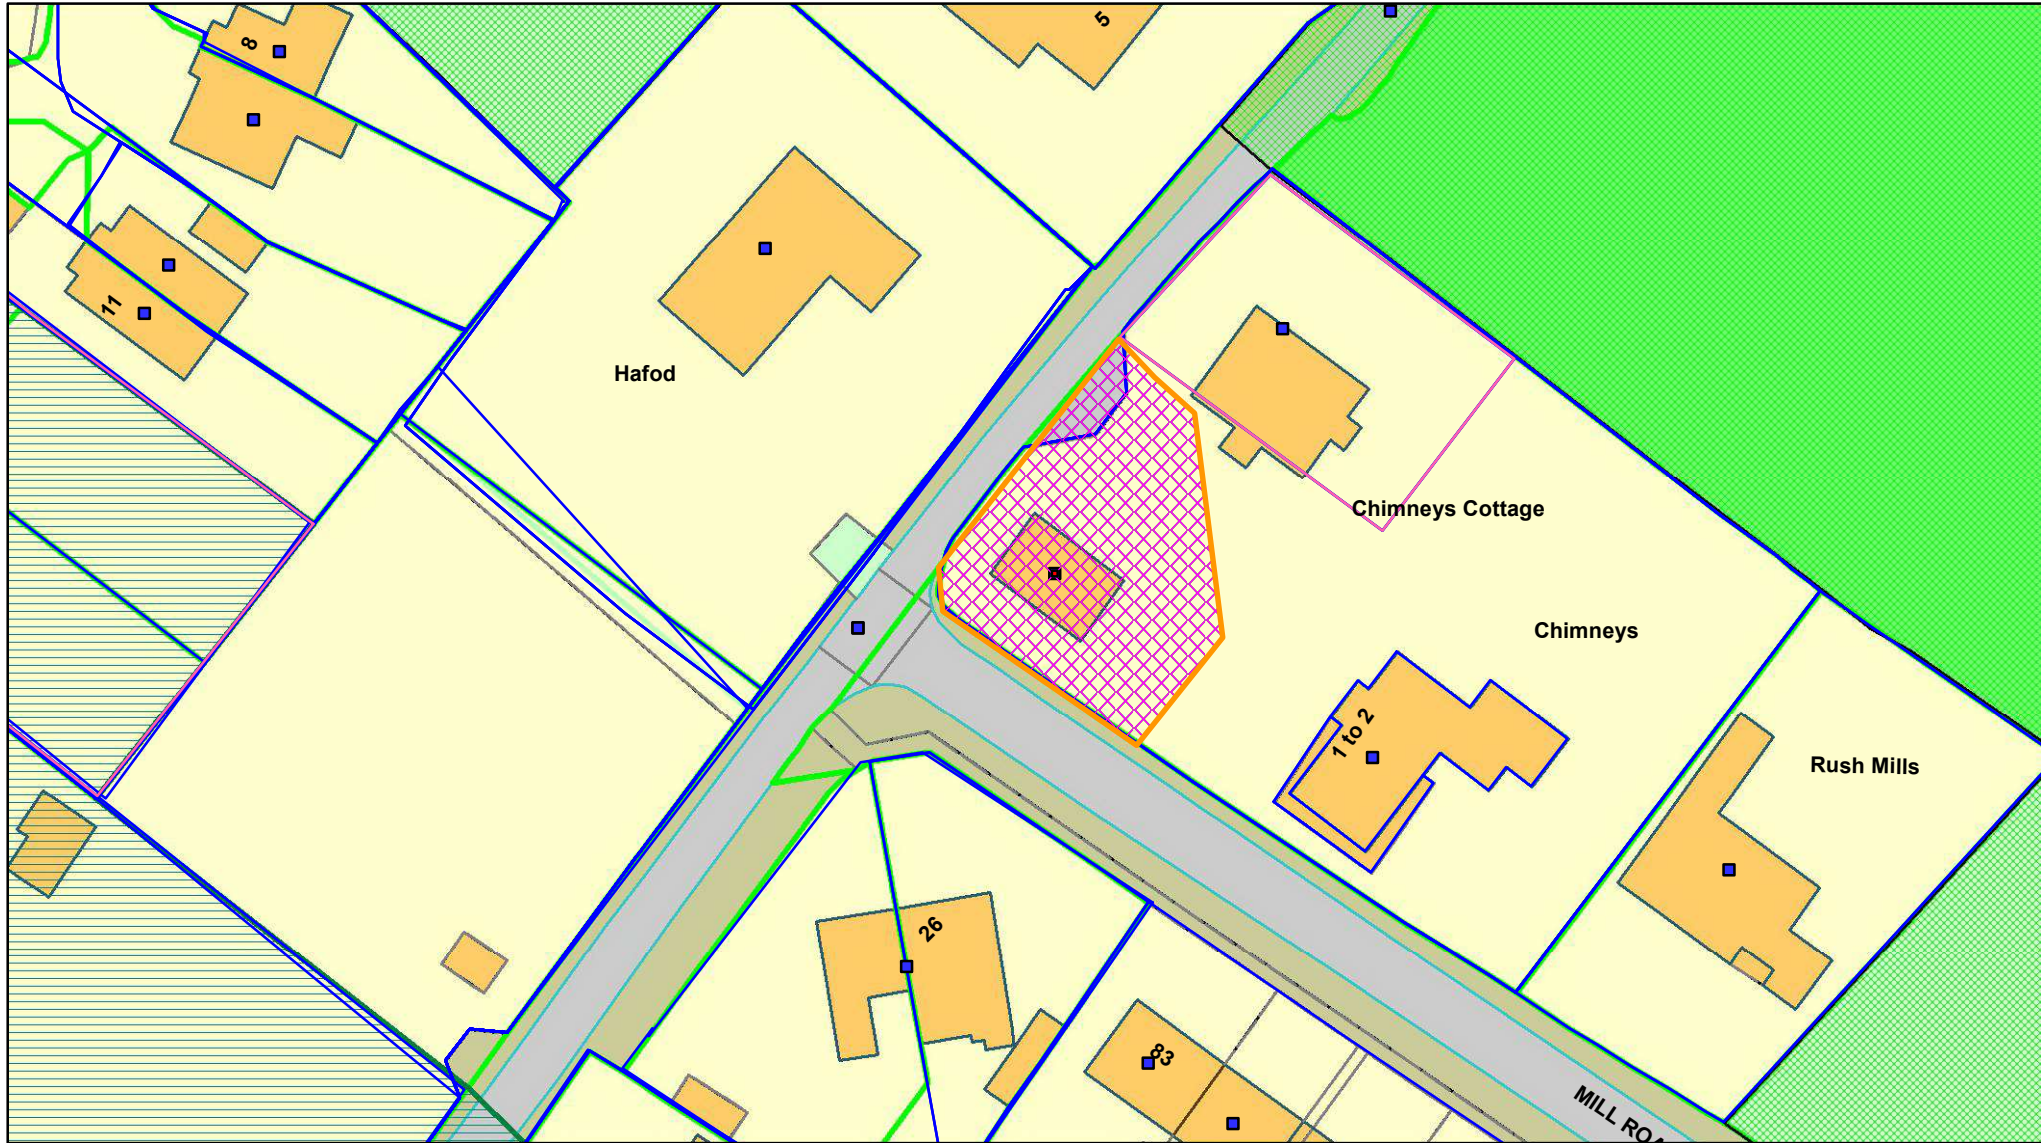 8
5
11
Hafod
Chimneys Cottage
Chimneys
1 to 2
Rush Mills
26
83
MILL ROA